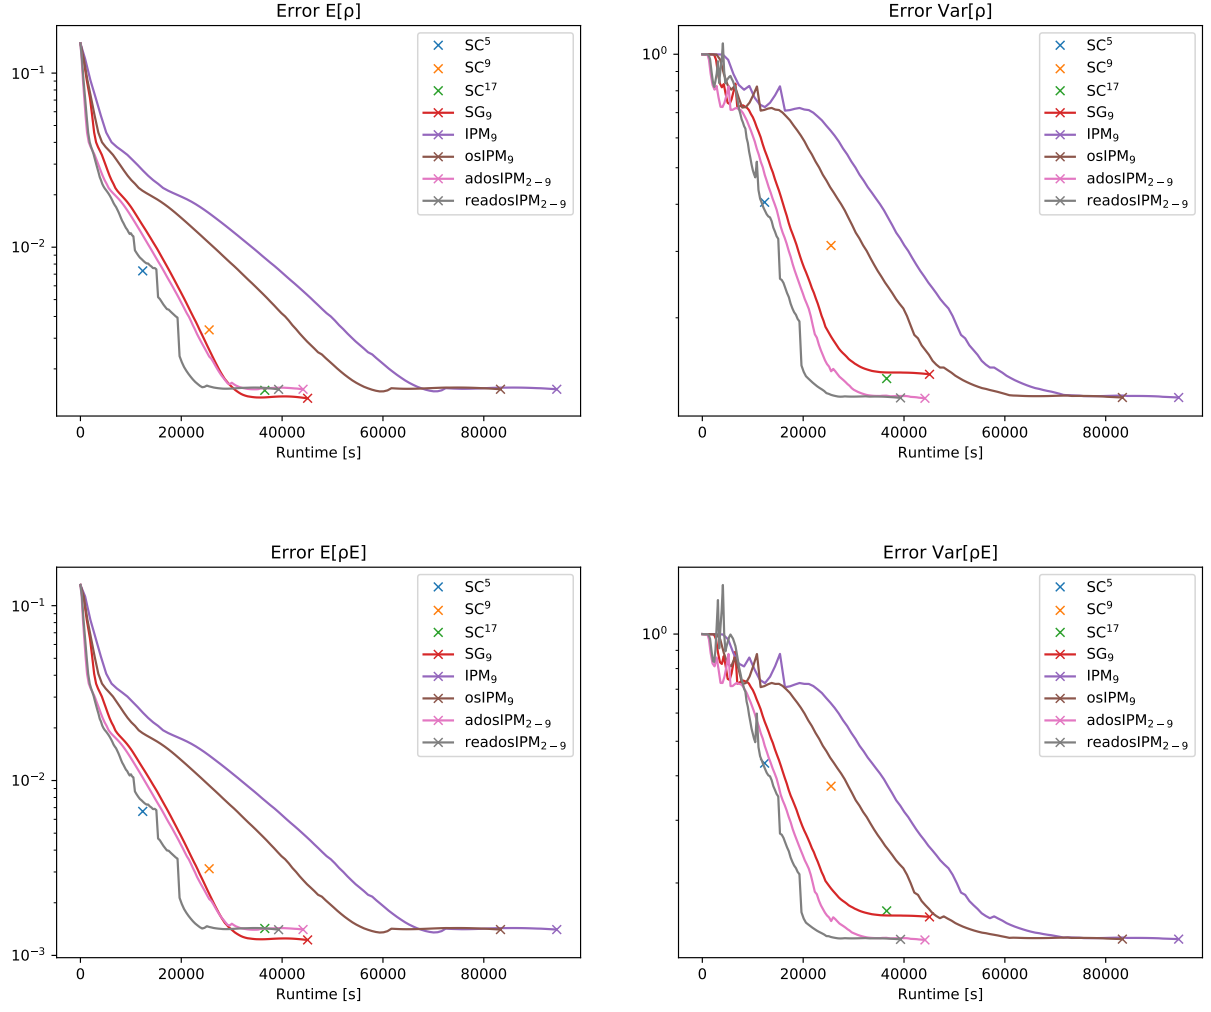 Error E[ρ]
10⁻¹
10⁻²
0 20000 40000 60000 80000
Runtime [s]
SC⁵
SC⁹
SC¹⁷
SG₉
IPM₉
osIPM₉
adosIPM₂₋₉
readosIPM₂₋₉
Error Var[ρ]
10⁰
0 20000 40000 60000 80000
Runtime [s]
SC⁵
SC⁹
SC¹⁷
SG₉
IPM₉
osIPM₉
adosIPM₂₋₉
readosIPM₂₋₉
Error E[ρE]
10⁻¹
10⁻²
10⁻³
0 20000 40000 60000 80000
Runtime [s]
SC⁵
SC⁹
SC¹⁷
SG₉
IPM₉
osIPM₉
adosIPM₂₋₉
readosIPM₂₋₉
Error Var[ρE]
10⁰
0 20000 40000 60000 80000
Runtime [s]
SC⁵
SC⁹
SC¹⁷
SG₉
IPM₉
osIPM₉
adosIPM₂₋₉
readosIPM₂₋₉